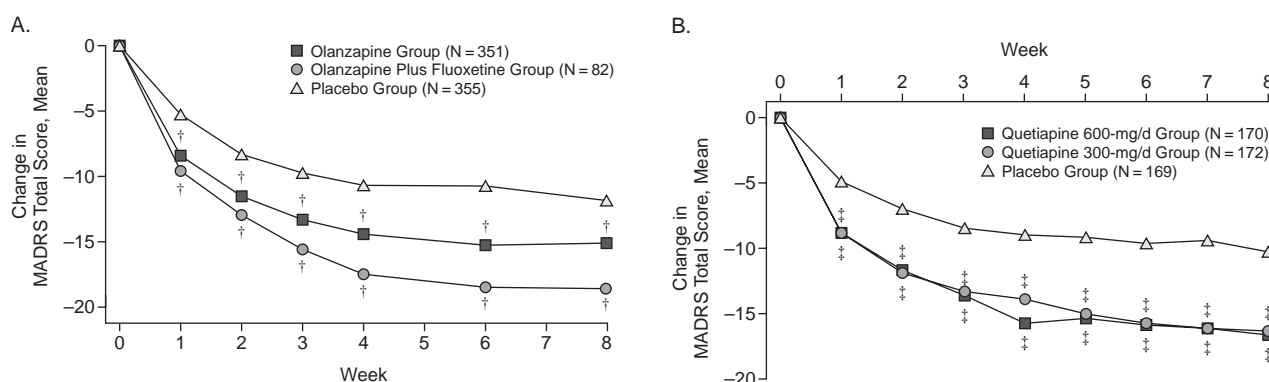 A.
Olanzapine Group (N = 351)
Olanzapine Plus Fluoxetine Group (N = 82)
Placebo Group (N = 355)
Change in
MADRS Total Score, Mean
0
–5
–10
–15
–20
† † † † † †
† † † † † †
0 1 2 3 4 5 6 7 8
Week
B.
Week
0 1 2 3 4 5 6 7 8
Quetiapine 600-mg/d Group (N = 170)
Quetiapine 300-mg/d Group (N = 172)
Placebo Group (N = 169)
Change in
MADRS Total Score, Mean
0
–5
–10
–15
–20
‡ ‡ ‡ ‡ ‡ ‡ ‡ ‡
‡ ‡ ‡ ‡ ‡ ‡ ‡ ‡